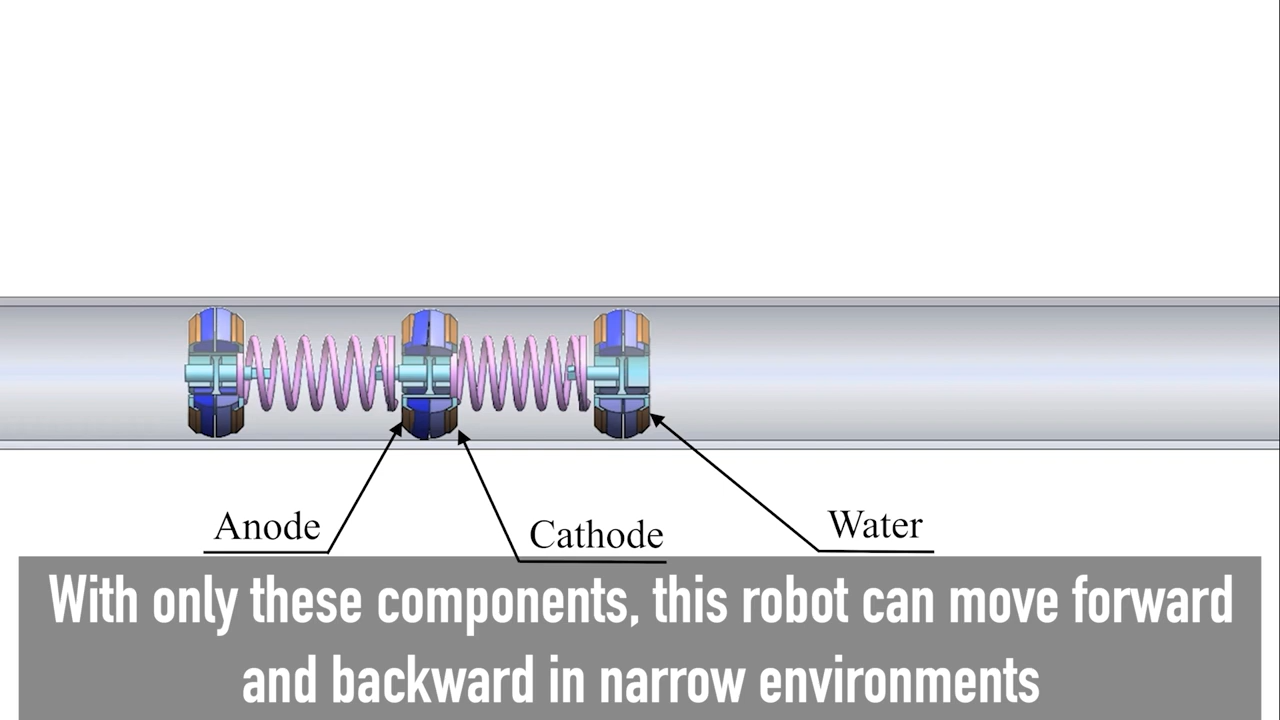 Anode
Cathode
Water
With only these components, this robot can move forward
and backward in narrow environments